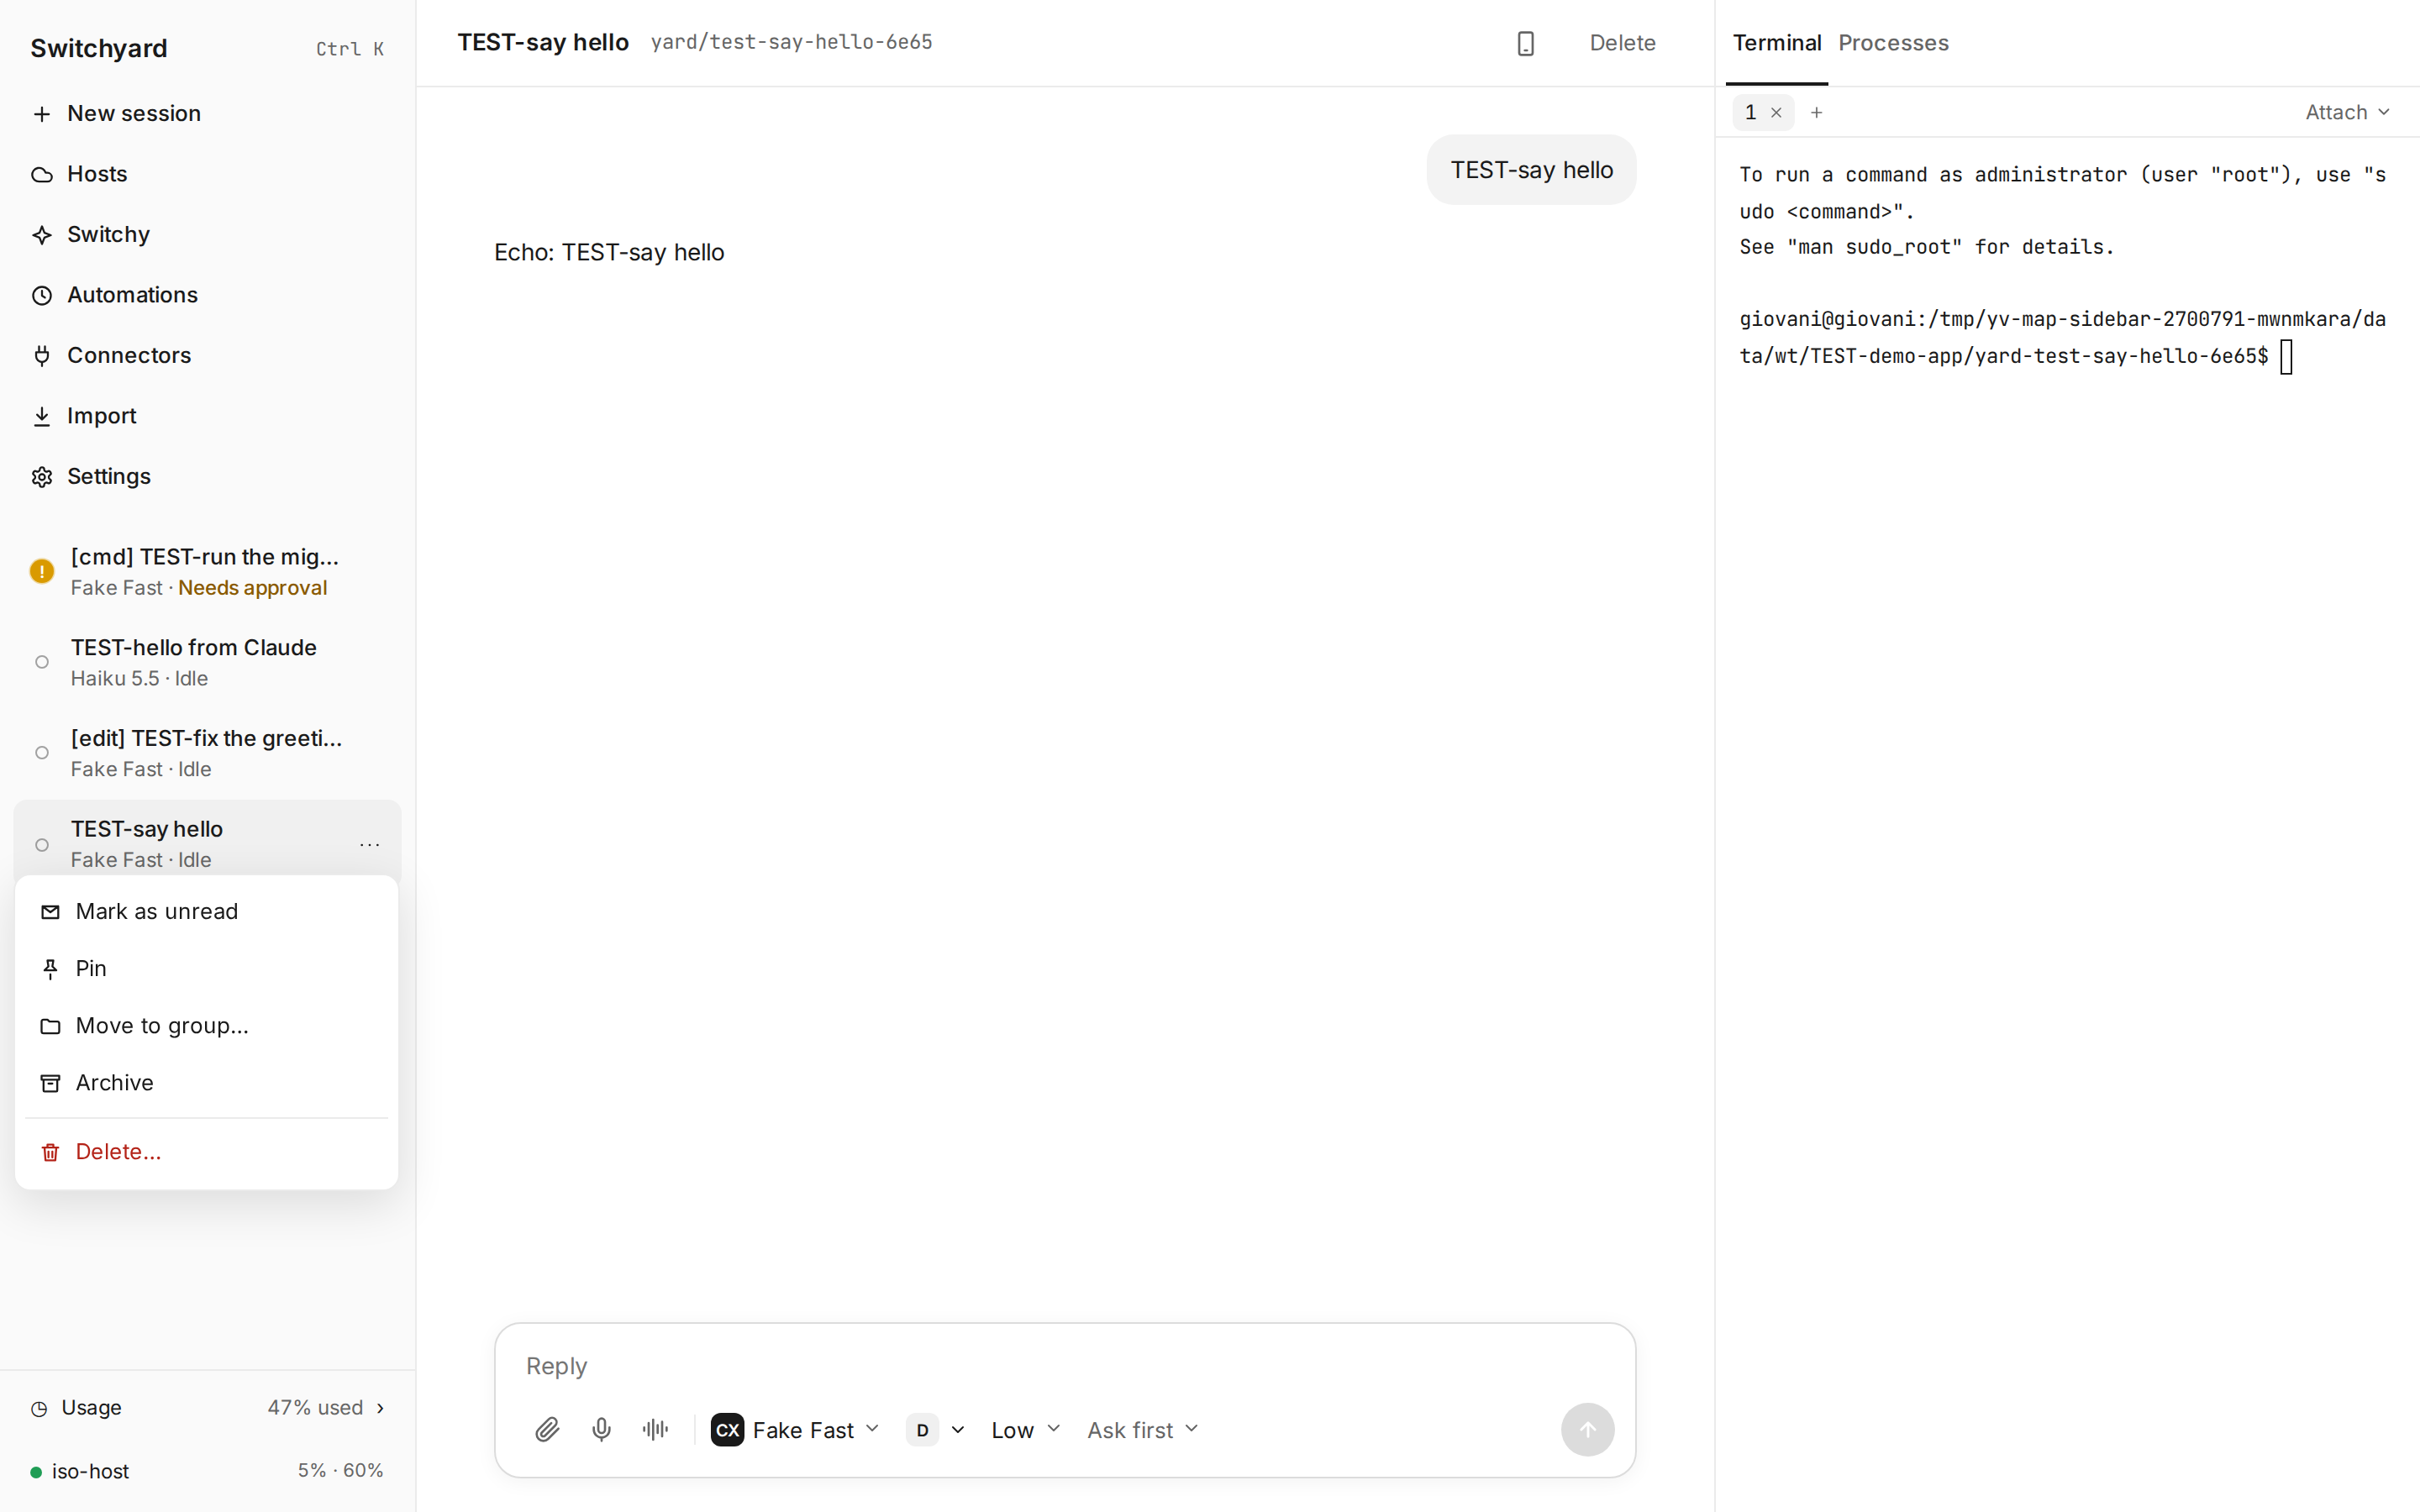 Switchyard
Ctrl K
New session
Hosts
Switchy
Automations
Connectors
Import
Settings
[cmd] TEST-run the mig...
Fake Fast · Needs approval
TEST-hello from Claude
Haiku 5.5 · Idle
[edit] TEST-fix the greeti...
Fake Fast · Idle
TEST-say hello
Fake Fast · Idle
Mark as unread
Pin
Move to group...
Archive
Delete...
Usage
47% used
iso-host
5% · 60%
TEST-say hello
yard/test-say-hello-6e65
Delete
TEST-say hello
Echo: TEST-say hello
Reply
CX
Fake Fast
D
Low
Ask first
Terminal
Processes
1
Attach
To run a command as administrator (user "root"), use "s
udo <command>".
See "man sudo_root" for details.
giovani@giovani:/tmp/yv-map-sidebar-2700791-mwnmkara/da
ta/wt/TEST-demo-app/yard-test-say-hello-6e65$